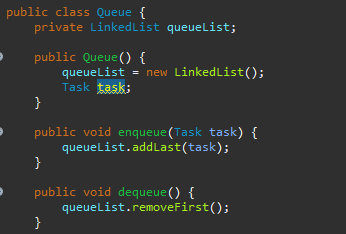 public class Queue {
private LinkedList queueList;
public Queue() {
queueList = new LinkedList();
Task task;
}
public void enqueue(Task task) {
queueList.addLast(task);
}
public void dequeue() {
queueList.removeFirst();
}